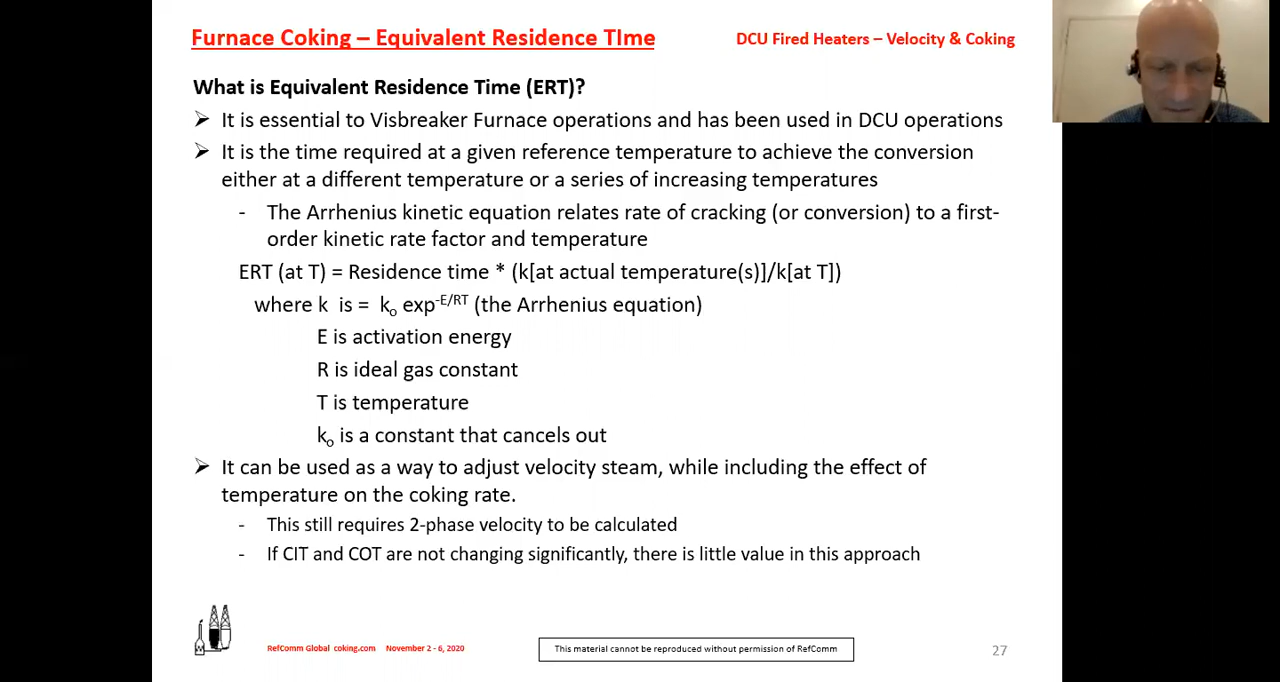 Furnace Coking – Equivalent Residence TIme
DCU Fired Heaters – Velocity & Coking
What is Equivalent Residence Time (ERT)?
➢ It is essential to Visbreaker Furnace operations and has been used in DCU operations
➢ It is the time required at a given reference temperature to achieve the conversion
either at a different temperature or a series of increasing temperatures
- The Arrhenius kinetic equation relates rate of cracking (or conversion) to a first-
order kinetic rate factor and temperature
ERT (at T) = Residence time * (k[at actual temperature(s)]/k[at T])
where k is = ko exp-E/RT (the Arrhenius equation)
E is activation energy
R is ideal gas constant
T is temperature
ko is a constant that cancels out
➢ It can be used as a way to adjust velocity steam, while including the effect of
temperature on the coking rate.
- This still requires 2-phase velocity to be calculated
- If CIT and COT are not changing significantly, there is little value in this approach
RefComm Global coking.com November 2 - 6, 2020
This material cannot be reproduced without permission of RefComm
27